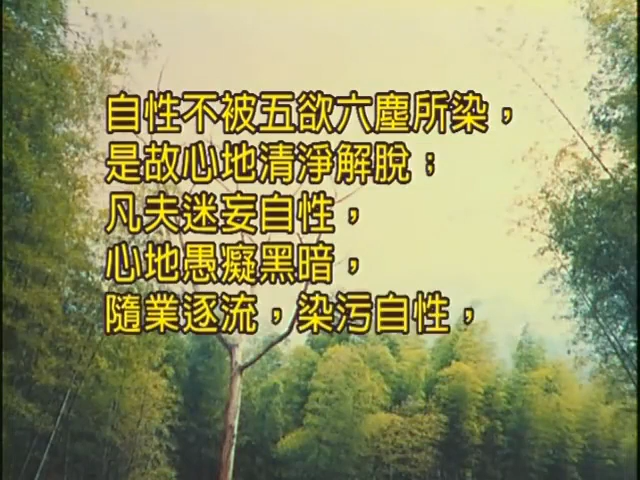 自性不被五欲六塵所染，
是故心地清淨解脫；
凡夫迷妄自性，
心地愚癡黑暗，
隨業逐流，染污自性，